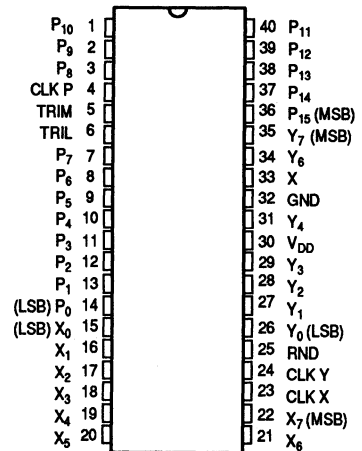 P10 1
P9 2
P8 3
CLK P 4
TRIM 5
TRIL 6
P7 7
P6 8
P5 9
P4 10
P3 11
P2 12
P1 13
(LSB) P0 14
(LSB) X0 15
X1 16
X2 17
X3 18
X4 19
X5 20
40 P11
39 P12
38 P13
37 P14
36 P15 (MSB)
35 Y7 (MSB)
34 Y6
33 X
32 GND
31 Y4
30 VDD
29 Y3
28 Y2
27 Y1
26 Y0 (LSB)
25 RND
24 CLK Y
23 CLK X
22 X7 (MSB)
21 X6